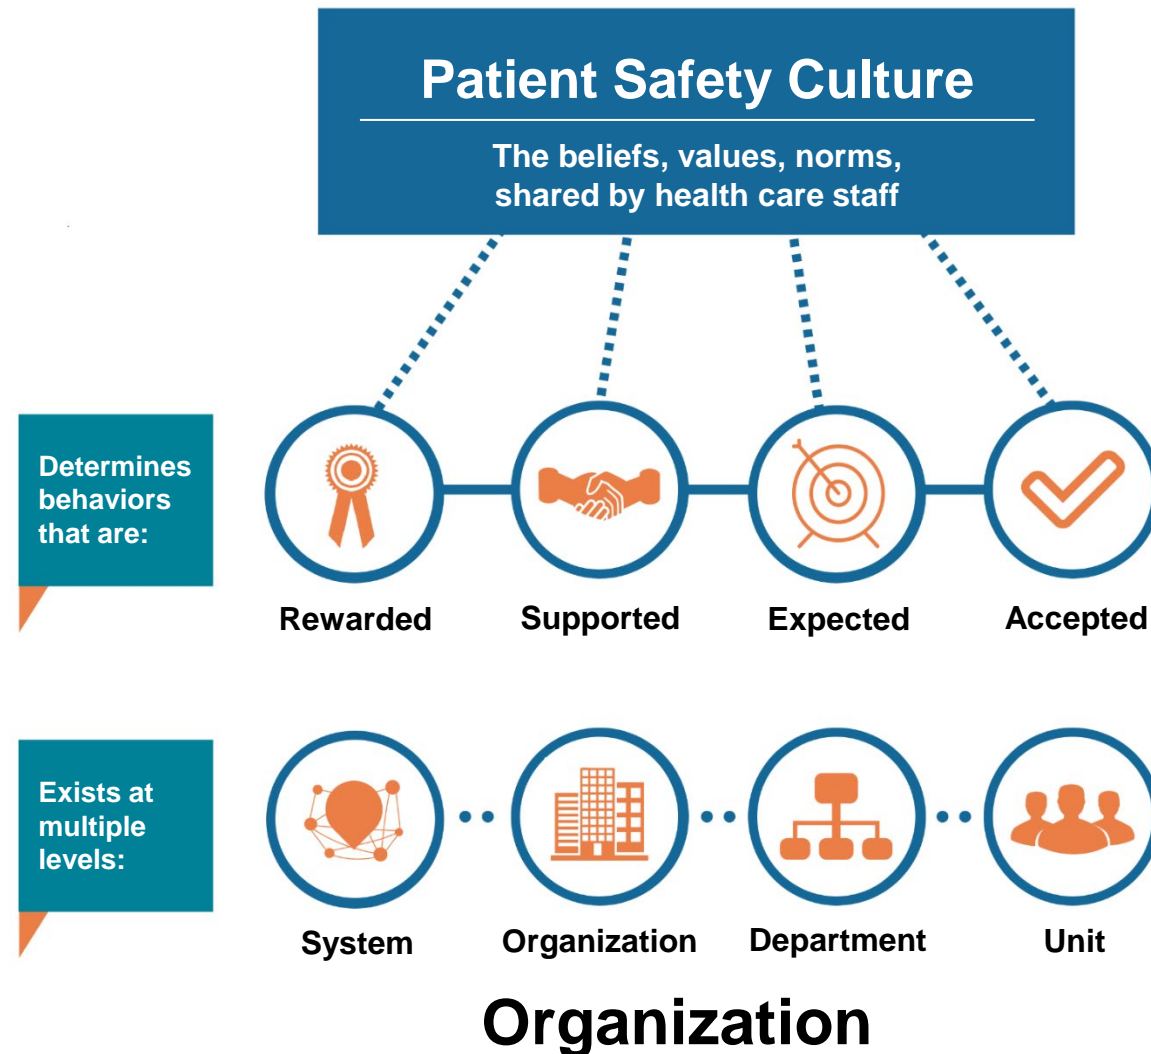 Patient Safety Culture
The beliefs, values, norms,
shared by health care staff
Determines
behaviors
that are:
Rewarded
Supported
Expected
Accepted
Exists at
multiple
levels:
System
Organization
Department
Unit
Organization